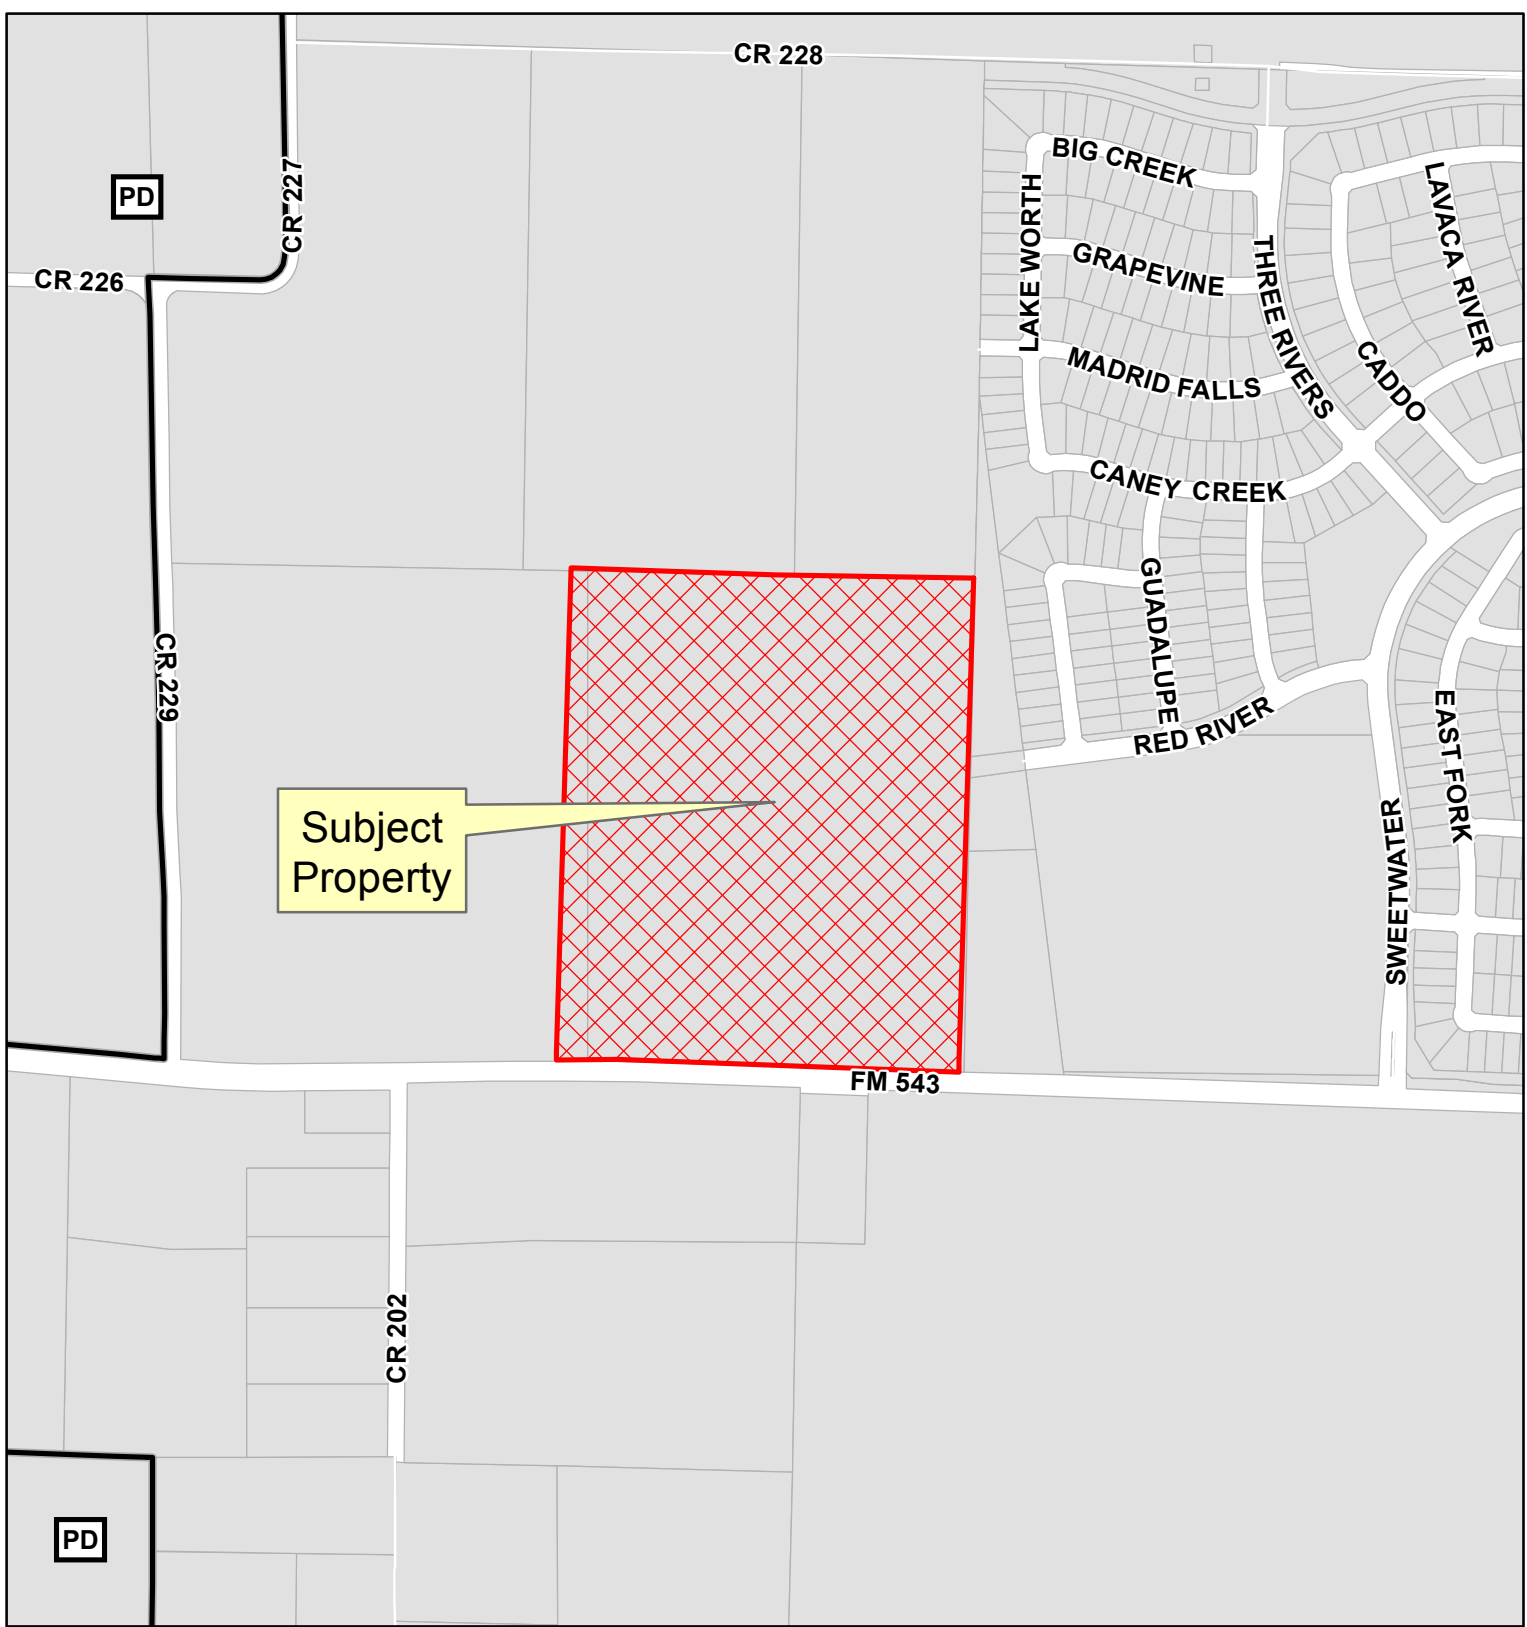 CR 228
BIG CREEK
LAVACA RIVER
PD
CR 227
LAKE WORTH
GRAPEVINE
THREE RIVERS
CR 226
MADRID FALLS
CADDO
CANEY CREEK
GUADALUPE
CR 229
RED RIVER
EAST FORK
Subject
Property
SWEETWATER
FM 543
CR 202
PD